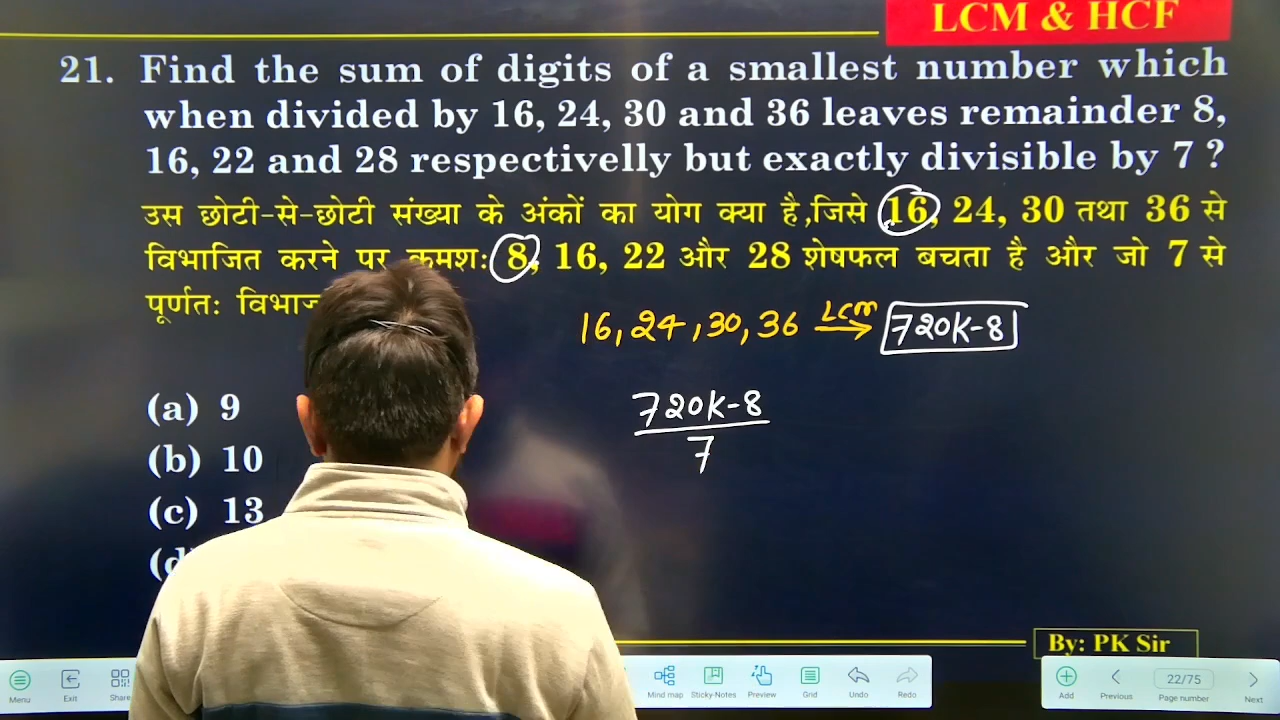 LCM & HCF
21. Find the sum of digits of a smallest number which
when divided by 16, 24, 30 and 36 leaves remainder 8,
16, 22 and 28 respectivelly but exactly divisible by 7 ?
उस छोटी-से-छोटी संख्या के अंकों का योग क्या है,जिसे 16, 24, 30 तथा 36 से
विभाजित करने पर क्रमशः 8, 16, 22 और 28 शेषफल बचता है और जो 7 से
पूर्णतः
16, 24, 30, 36 LCM → 720K-8
720K-8
7
(a) 9
(b) 10
(c) 13
(d
By: PK Sir
Menu Exit Share Mind map Sticky-Notes Preview Grid Undo Redo Add Previous 22/75 Page number Next